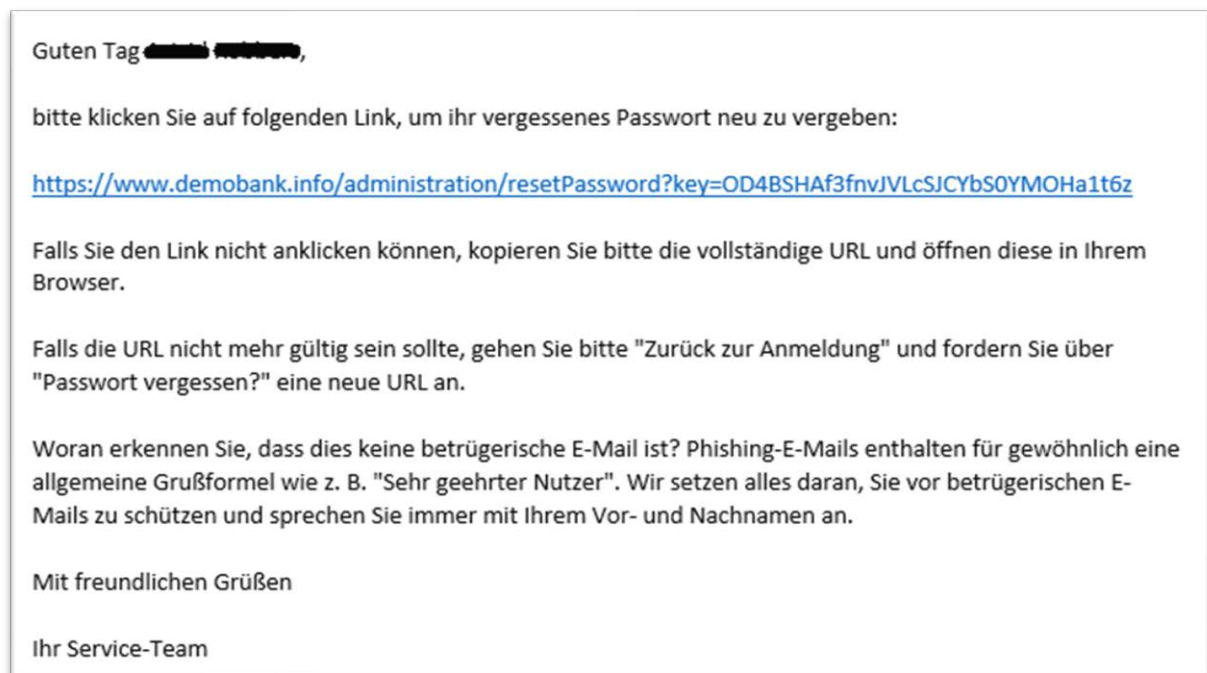 Guten Tag ,
bitte klicken Sie auf folgenden Link, um ihr vergessenes Passwort neu zu vergeben:
https://www.demobank.info/administration/resetPassword?key=OD4BSHAf3fnvJVLcSJCYbS0YMOHa1t6z
Falls Sie den Link nicht anklicken können, kopieren Sie bitte die vollständige URL und öffnen diese in Ihrem
Browser.
Falls die URL nicht mehr gültig sein sollte, gehen Sie bitte "Zurück zur Anmeldung" und fordern Sie über
"Passwort vergessen?" eine neue URL an.
Woran erkennen Sie, dass dies keine betrügerische E-Mail ist? Phishing-E-Mails enthalten für gewöhnlich eine
allgemeine Grußformel wie z. B. "Sehr geehrter Nutzer". Wir setzen alles daran, Sie vor betrügerischen E-
Mails zu schützen und sprechen Sie immer mit Ihrem Vor- und Nachnamen an.
Mit freundlichen Grüßen
Ihr Service-Team